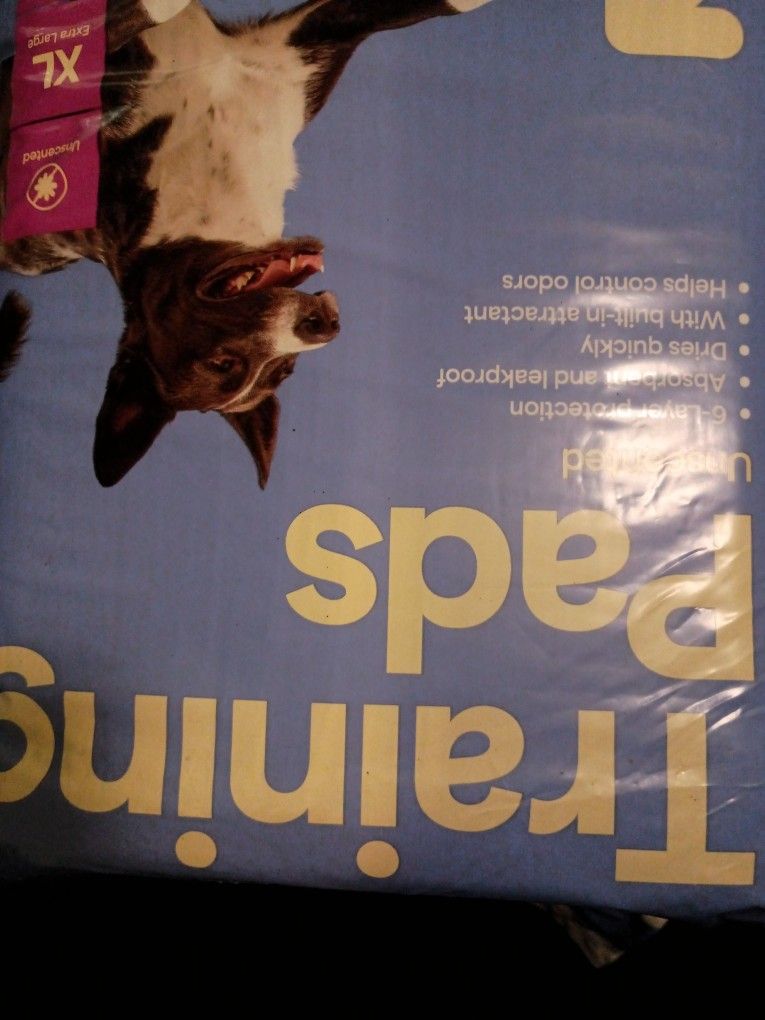 Training
Pads
Unscented
• 6-Layer protection
• Absorbent and leakproof
• Dries quickly
• With built-in attractant
• Helps control odors
Unscented
XL
Extra Large